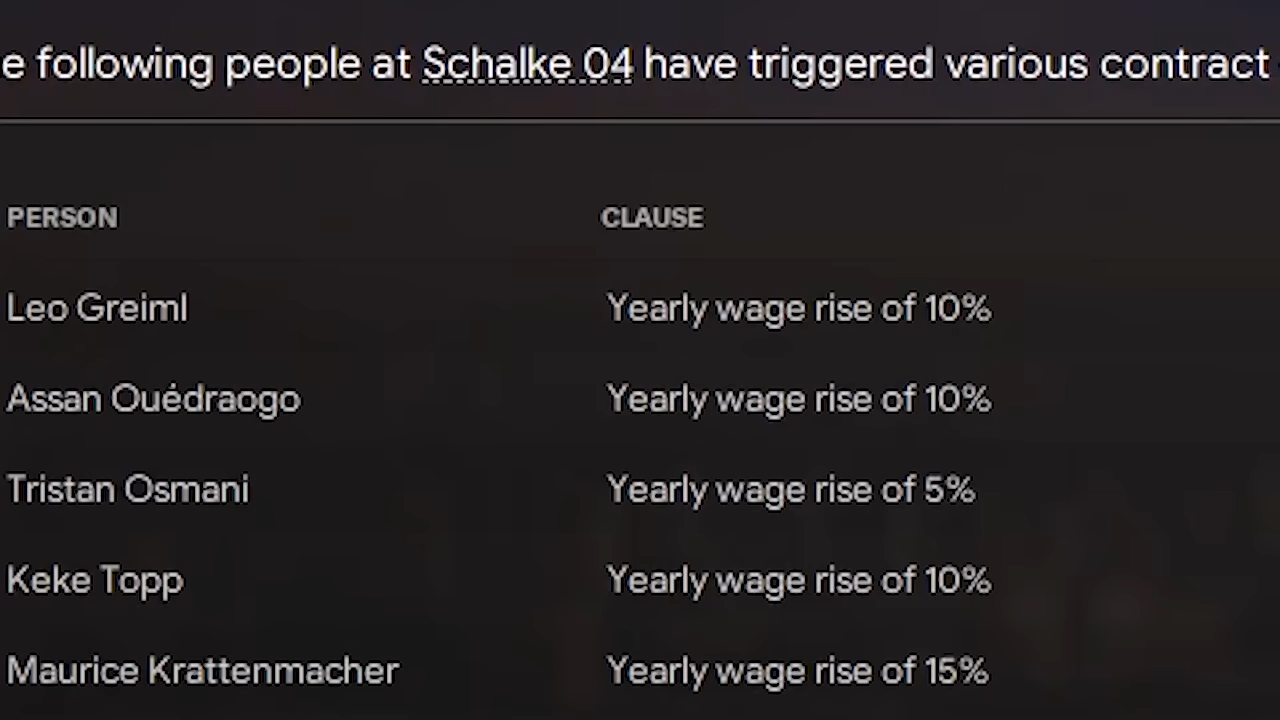 e following people at Schalke 04 have triggered various contract
PERSON CLAUSE
Leo Greiml Yearly wage rise of 10%
Assan Ouédraogo Yearly wage rise of 10%
Tristan Osmani Yearly wage rise of 5%
Keke Topp Yearly wage rise of 10%
Maurice Krattenmacher Yearly wage rise of 15%